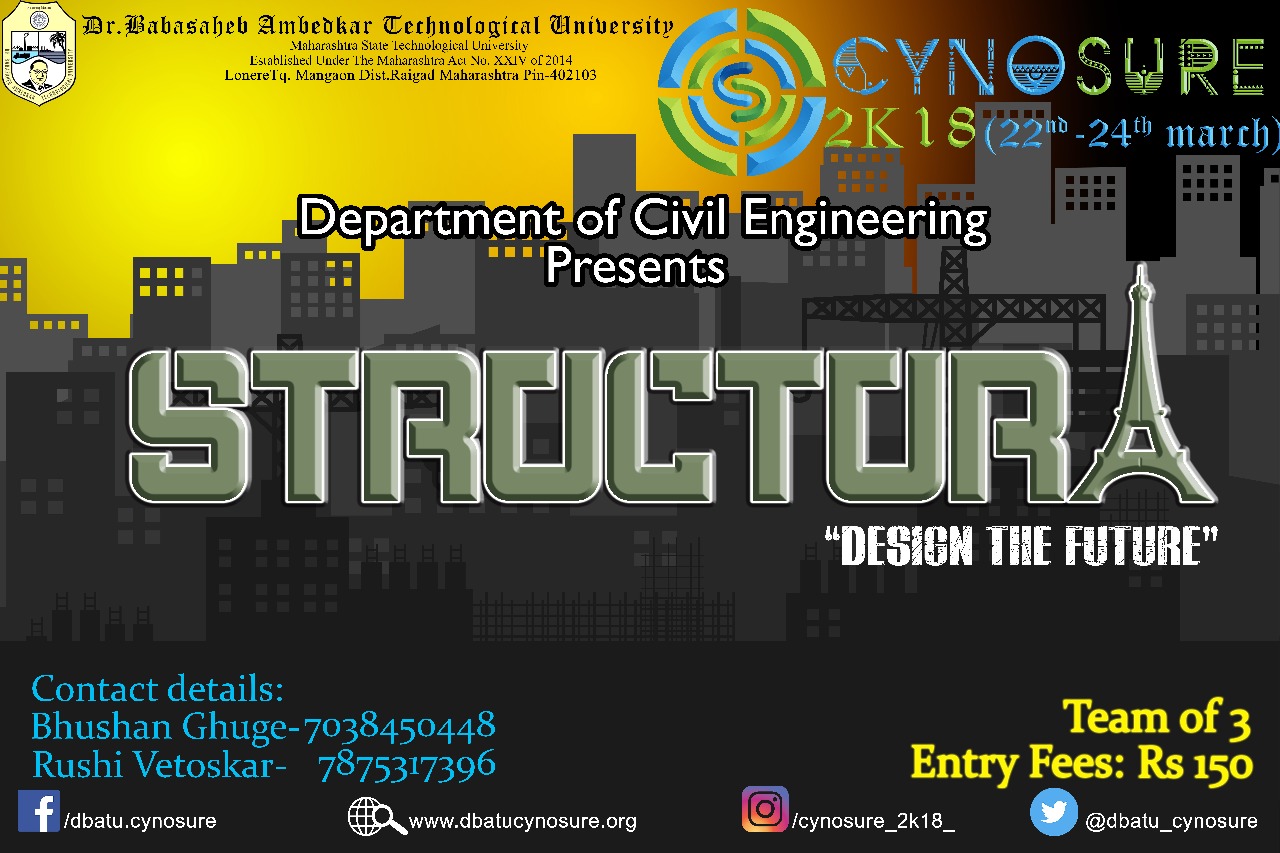 Dr.Babasaheb Ambedkar Technological University
Maharashtra State Technological University
Established Under The Maharashtra Act No. XXIV of 2014
LonereTq. Mangaon Dist.Raigad Maharashtra Pin-402103
CYNOSURE
2K18 (22nd-24th march)
Department of Civil Engineering
Presents
STRUCTURA
“DESIGN THE FUTURE”
Contact details:
Bhushan Ghuge-7038450448
Rushi Vetoskar- 7875317396
Team of 3
Entry Fees: Rs 150
/dbatu.cynosure
www.dbatucynosure.org
/cynosure_2k18_
@dbatu_cynosure